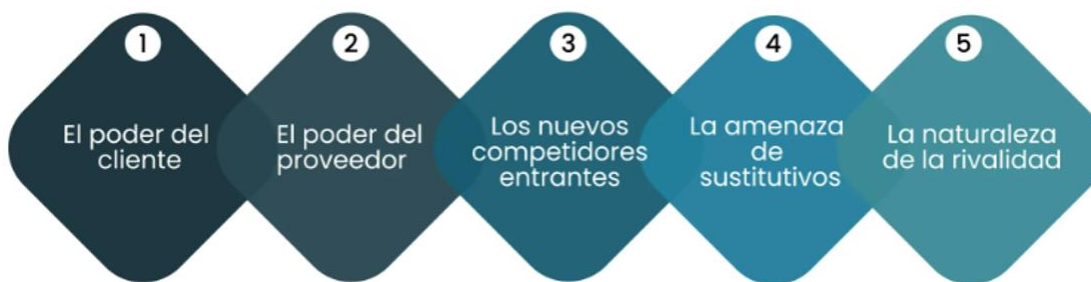 1
El poder del
cliente
2
El poder del
proveedor
3
Los nuevos
competidores
entrantes
4
La amenaza
de
sustitutivos
5
La naturaleza
de la rivalidad